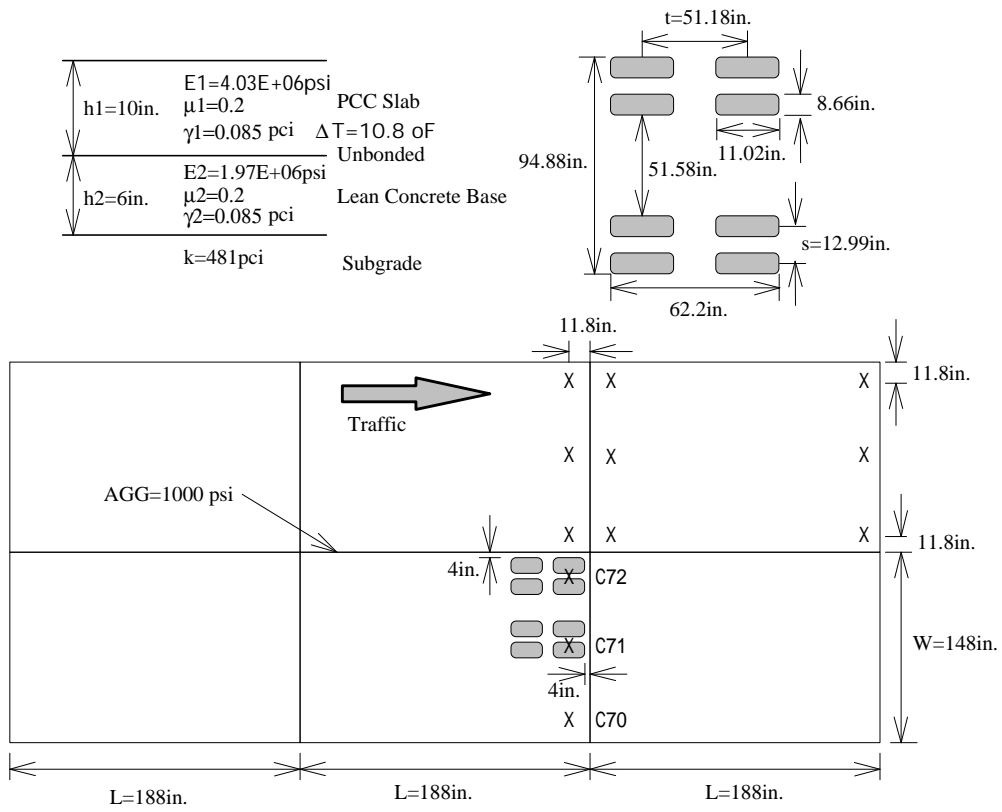 t=51.18in.
E1=4.03E+06psi
h1=10in.
μ1=0.2
PCC Slab
8.66in.
γ1=0.085 pci
ΔT=10.8 oF
Unbonded
94.88in.
51.58in.
11.02in.
E2=1.97E+06psi
h2=6in.
μ2=0.2
Lean Concrete Base
γ2=0.085 pci
s=12.99in.
k=481pci
Subgrade
62.2in.
11.8in.
X X X
11.8in.
Traffic
X X X
AGG=1000 psi
X X X
11.8in.
4in.
X C72
X C71
W=148in.
4in.
X C70
L=188in.
L=188in.
L=188in.